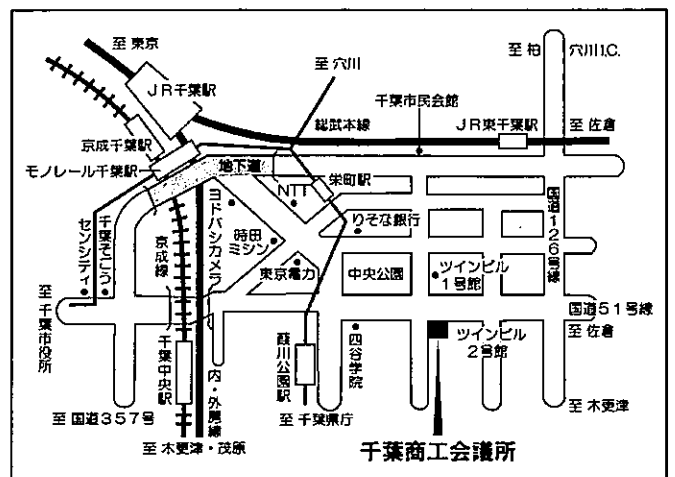 至 東京
至 柏
穴川I.C.
至 穴川
JR千葉駅
千葉市民会館
総武本線
JR東千葉駅
至 佐倉
京成千葉駅
モノレール千葉駅
地下道
栄町駅
NTT
国道126号線
センシティ
千葉そごう
京成線
ヨドバシカメラ
蒔田
ミシン
りそな銀行
東京電力
中央公園
ツインビル
1号館
国道51号線
至 千葉市役所
千葉中央駅
内・外房線
葭川公園駅
四谷学院
ツインビル
2号館
至 佐倉
至 国道357号
至 千葉県庁
至 木更津
至 木更津・茂原
千葉商工会議所